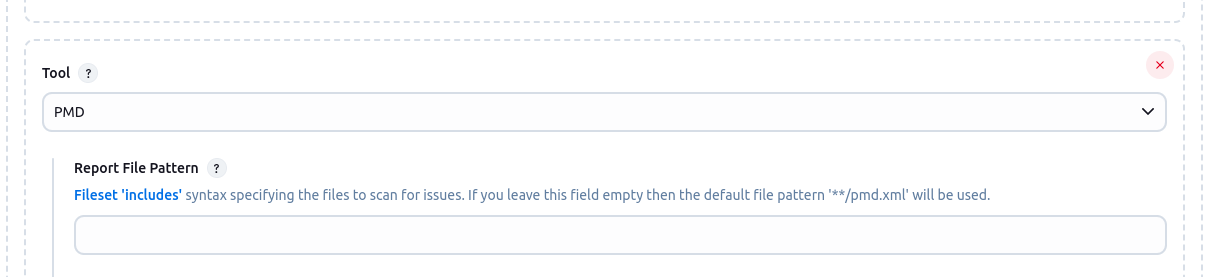 Tool ?
PMD
Report File Pattern ?
Fileset 'includes' syntax specifying the files to scan for issues. If you leave this field empty then the default file pattern '**/pmd.xml' will be used.